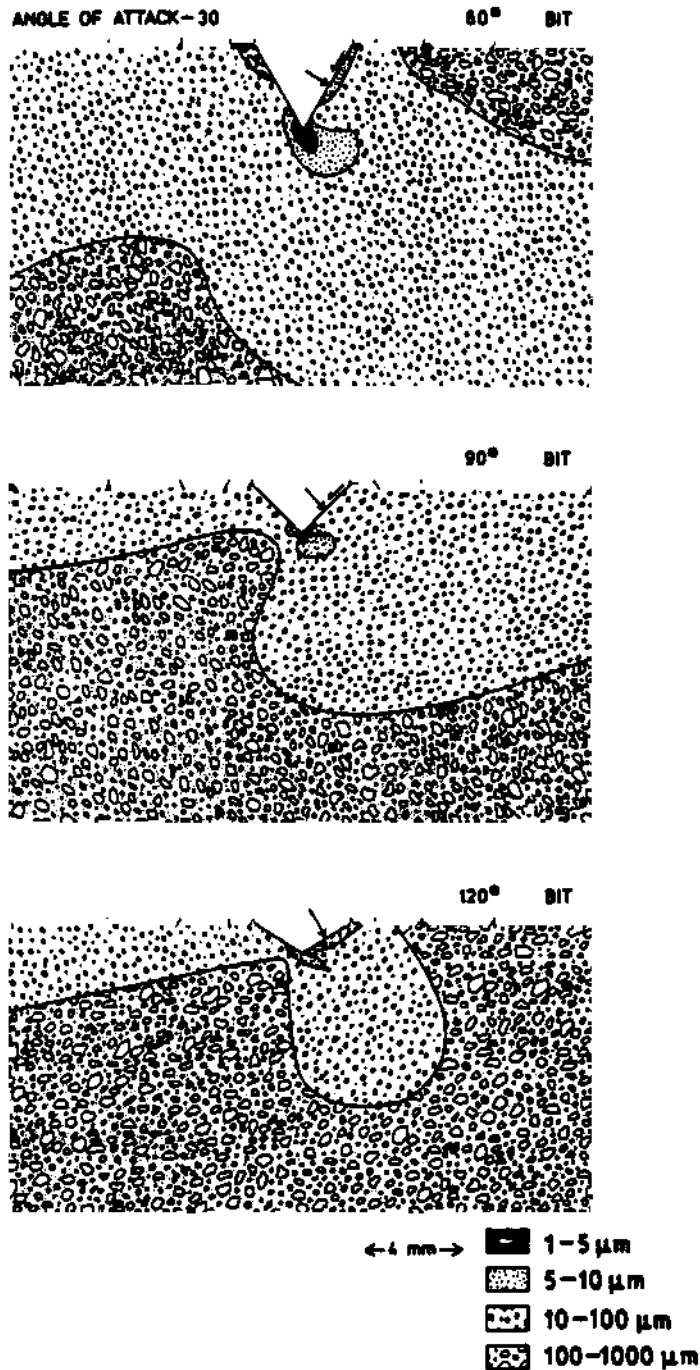 ANGLE OF ATTACK-30
60° BIT
90° BIT
120° BIT
←4 mm→
1-5 μm
5-10 μm
10-100 μm
100-1000 μm